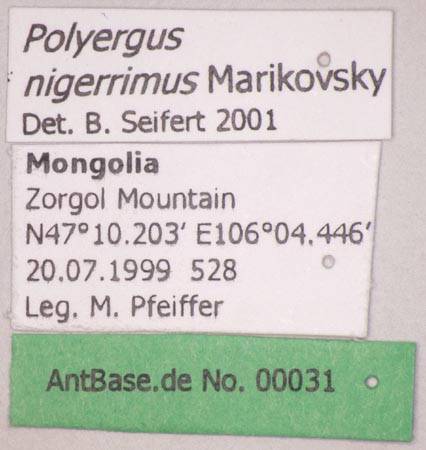 Polyergus
nigerrimus Marikovsky
Det. B. Seifert 2001
Mongolia
Zorgol Mountain
N47°10.203' E106°04.446'
20.07.1999 528
Leg. M. Pfeiffer
AntBase.de No. 00031